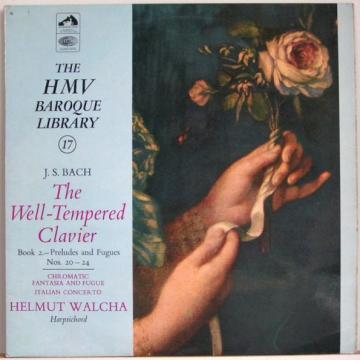 THE
HMV
BAROQUE
LIBRARY
17
J. S. BACH
The
Well-Tempered
Clavier
Book 2.—Preludes and Fugues
Nos. 20—24
CHROMATIC
FANTASIA AND FUGUE
ITALIAN CONCERTO
HELMUT WALCHA
Harpsichord